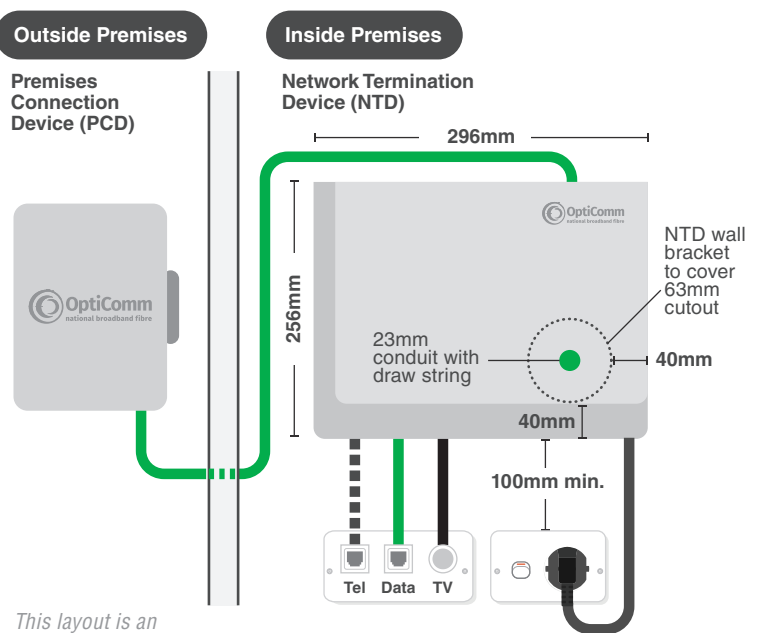 Outside Premises
Inside Premises
Premises
Connection
Device (PCD)
Network Termination
Device (NTD)
296mm
OptiComm
national broadband fibre
NTD wall
bracket
to cover
63mm
cutout
OptiComm
national broadband fibre
256mm
23mm
conduit with
draw string
40mm
40mm
100mm min.
Tel
Data
TV
This layout is an